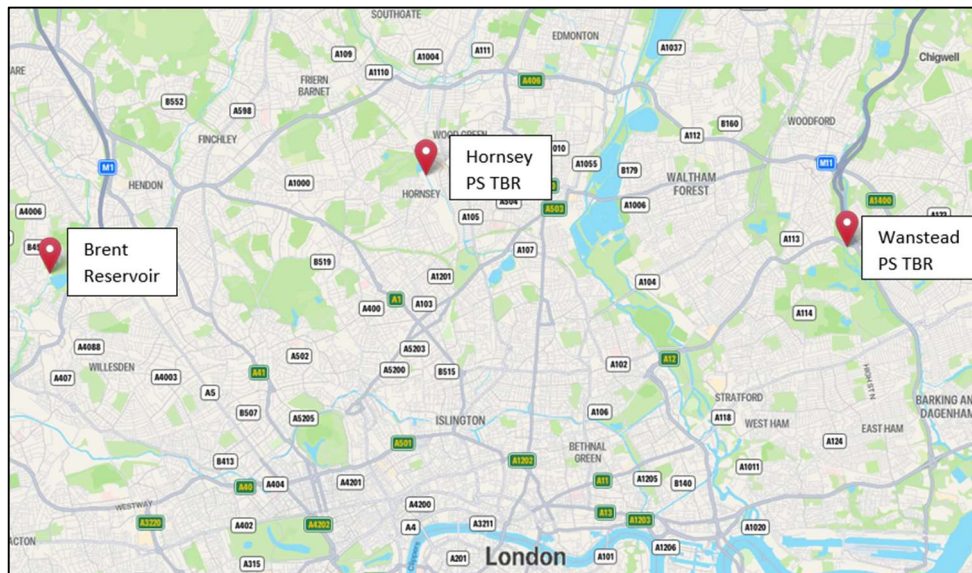 SOUTHGATE
EDMONTON
A109
A1004
A111
A1037
A1110
A406
Chigwell
FRIERN
BARNET
B552
A598
WOOD GREEN
A112
B160
WOODFORD
FINCHLEY
Hornsey
PS TBR
M1
HENDON
A1000
HORNSEY
A1055
B179
WALTHAM
FOREST
M11
A1400
A4006
A105
A504
A503
A1006
Brent
Reservoir
B519
A107
A113
Wanstead
PS TBR
A1201
A104
A1
A400
A103
A114
A4088
WILLESDEN
A502
A5203
A5200
B515
A102
A12
A407
A4003
A41
A5
HIGH ST N
STRATFORD
BARKING AN
DAGENHAM
B507
A5205
ISLINGTON
A106
A118
WEST HAM
EAST HAM
A501
BETHNAL
GREEN
A124
B413
A1202
A1011
A40
A404
A4201
A11
A1205
B140
WESTWAY
A4200
A13
A1203
A3220
A402
A4202
A4
A3211
A1020
ACTON
A315
A201
London
A101
A1206